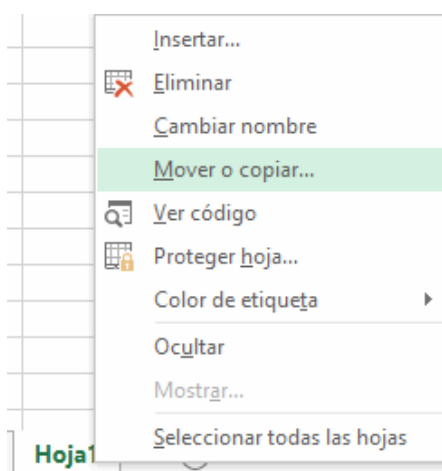 Insertar...
Eliminar
Cambiar nombre
Mover o copiar...
Ver código
Proteger hoja...
Color de etiqueta
Ocultar
Mostrar...
Seleccionar todas las hojas
Hoja1